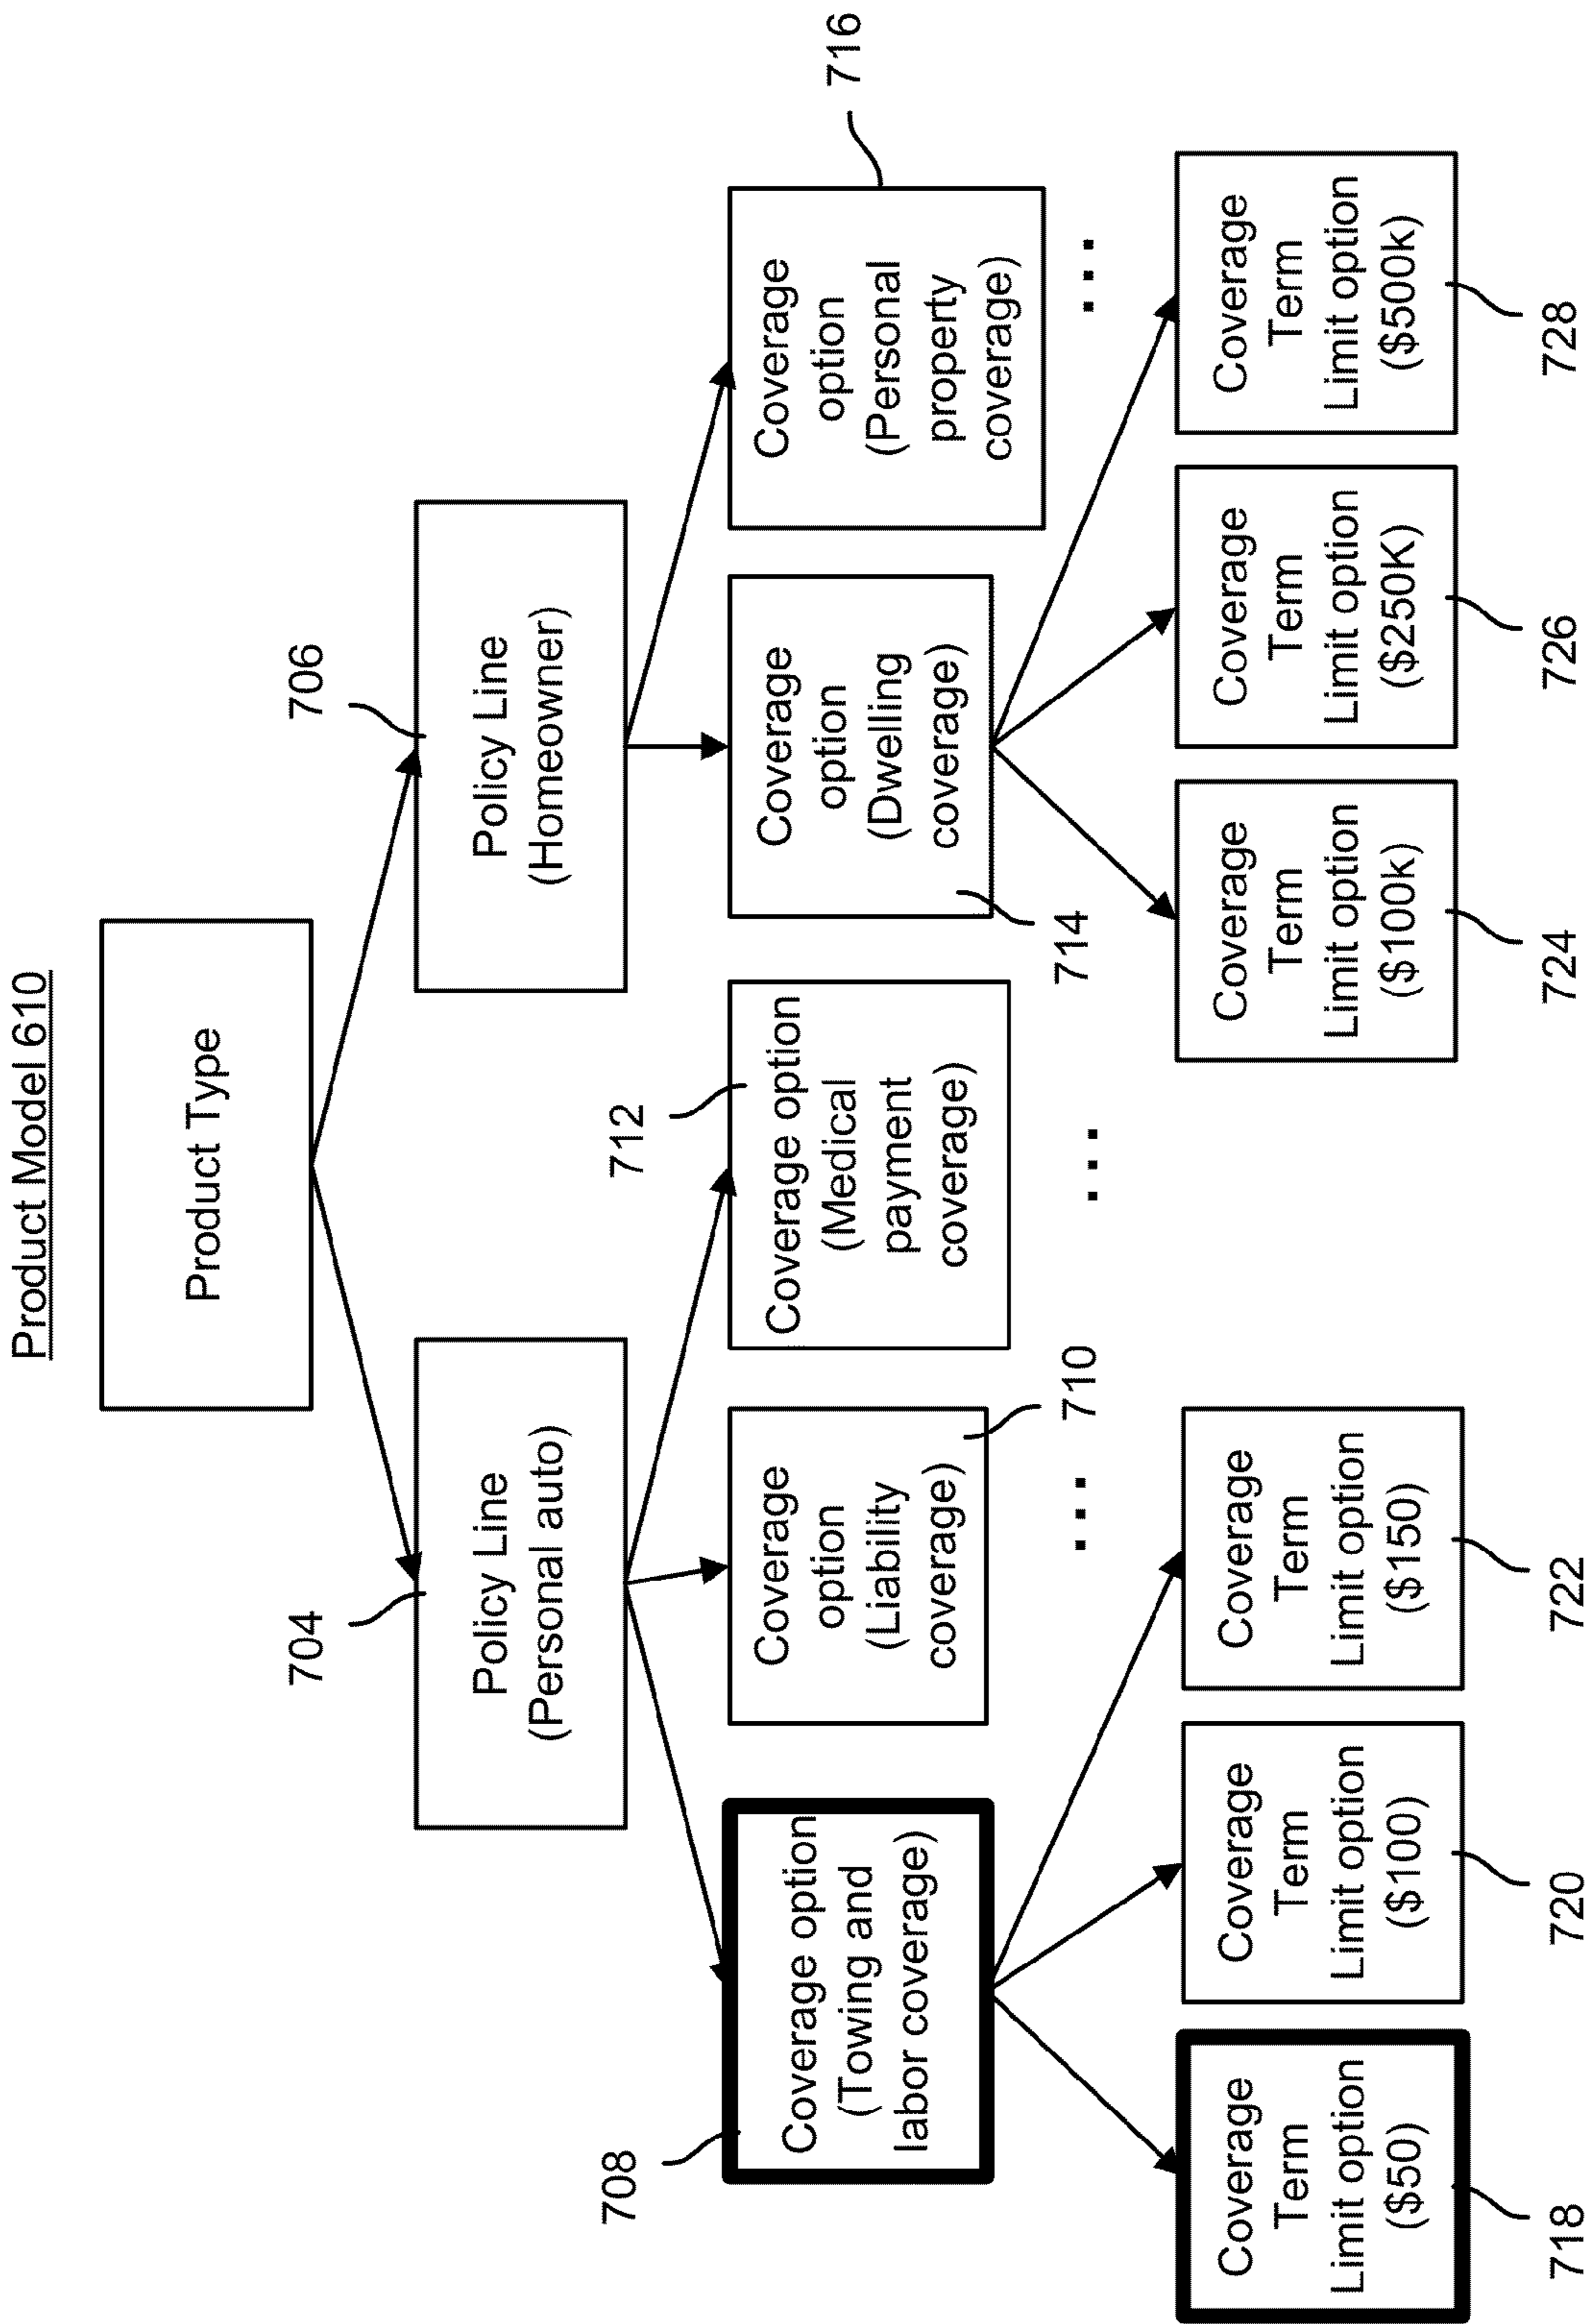 Product Model 610
Product Type
704
Policy Line
(Personal auto)
706
Policy Line
(Homeowner)
708
Coverage option
(Towing and
labor coverage)
Coverage
option
(Liability
coverage)
710
712
Coverage option
(Medical
payment
coverage)
Coverage
option
(Dwelling
coverage)
714
Coverage
option
(Personal
property
coverage)
716
...
...
...
Coverage
Term
Limit option
($50)
718
Coverage
Term
Limit option
($100)
720
Coverage
Term
Limit option
($150)
722
Coverage
Term
Limit option
($100k)
724
Coverage
Term
Limit option
($250K)
726
Coverage
Term
Limit option
($500k)
728